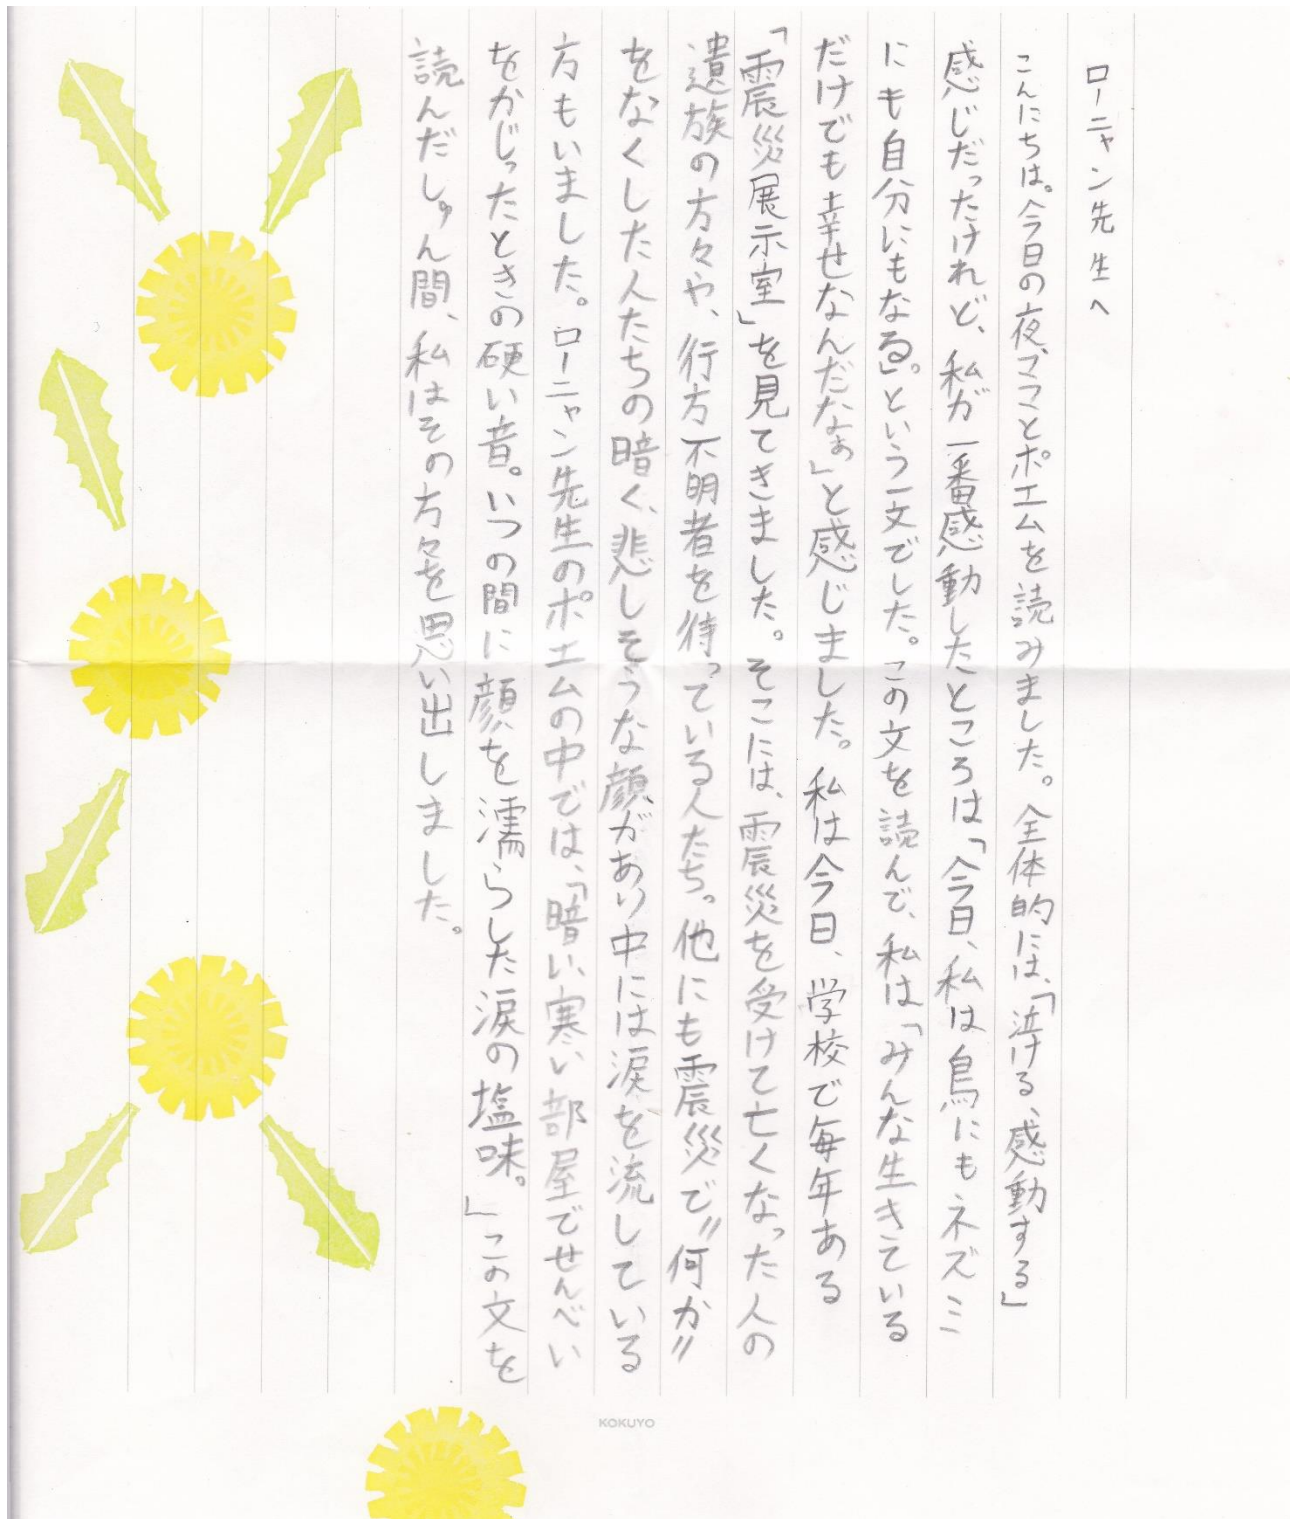 ローニャン先生へ
こんにちは。今日の夜、ママとポエムを読みました。全体的には、「泣ける、感動する」
感じだったけれど、私が一番感動したところは「今日、私は鳥にもネズミ
にも自分にもなる」。という一文でした。この文を読んで、私は「みんな生きている
だけでも幸せなんだなぁ」と感じました。私は今日、学校で毎年ある
「震災展示室」を見てきました。そこには、震災を受けて亡くなった人の
遺族の方々や、行方不明者を待っている人たち。他にも震災で〃何か〃
をなくした人たちの暗く、悲しそうな顔があり中には涙を流している
方もいました。ローニャン先生のポエムの中では、「暗い、寒い部屋でせんべい
をかじったときの硬い音。いつの間に顔を濡らした涙の塩味。」この文を
読んだしゅん間、私はその方々を思い出しました。
KOKUYO